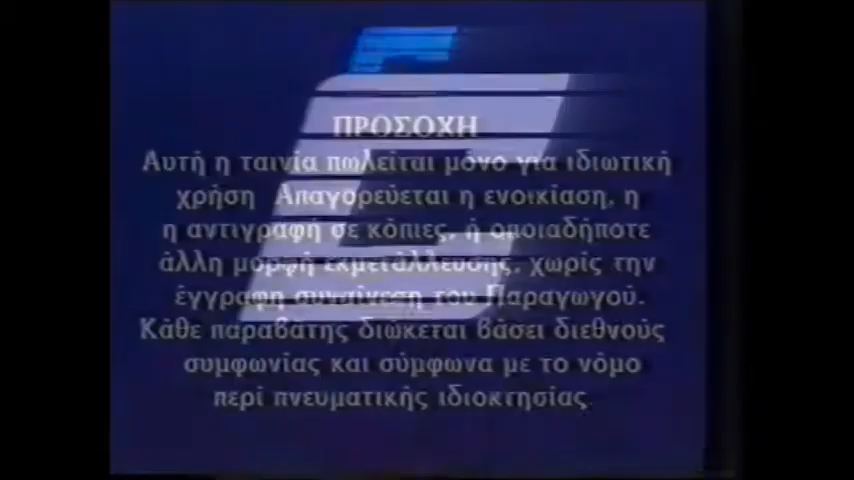 ΠΡΟΣΟΧΗ
Αυτή η ταινία πωλείται μόνο για ιδιωτική
χρήση Απαγορεύεται η ενοικίαση, η
η αντιγραφή σε κόπιες, ή οποιαδήποτε
άλλη μορφή εκμετάλλευσης, χωρίς την
έγγραφη συναίνεση του Παραγωγού.
Κάθε παραβάτης διώκεται βάσει διεθνούς
συμφωνίας και σύμφωνα με το νόμο
περί πνευματικής ιδιοκτησίας.